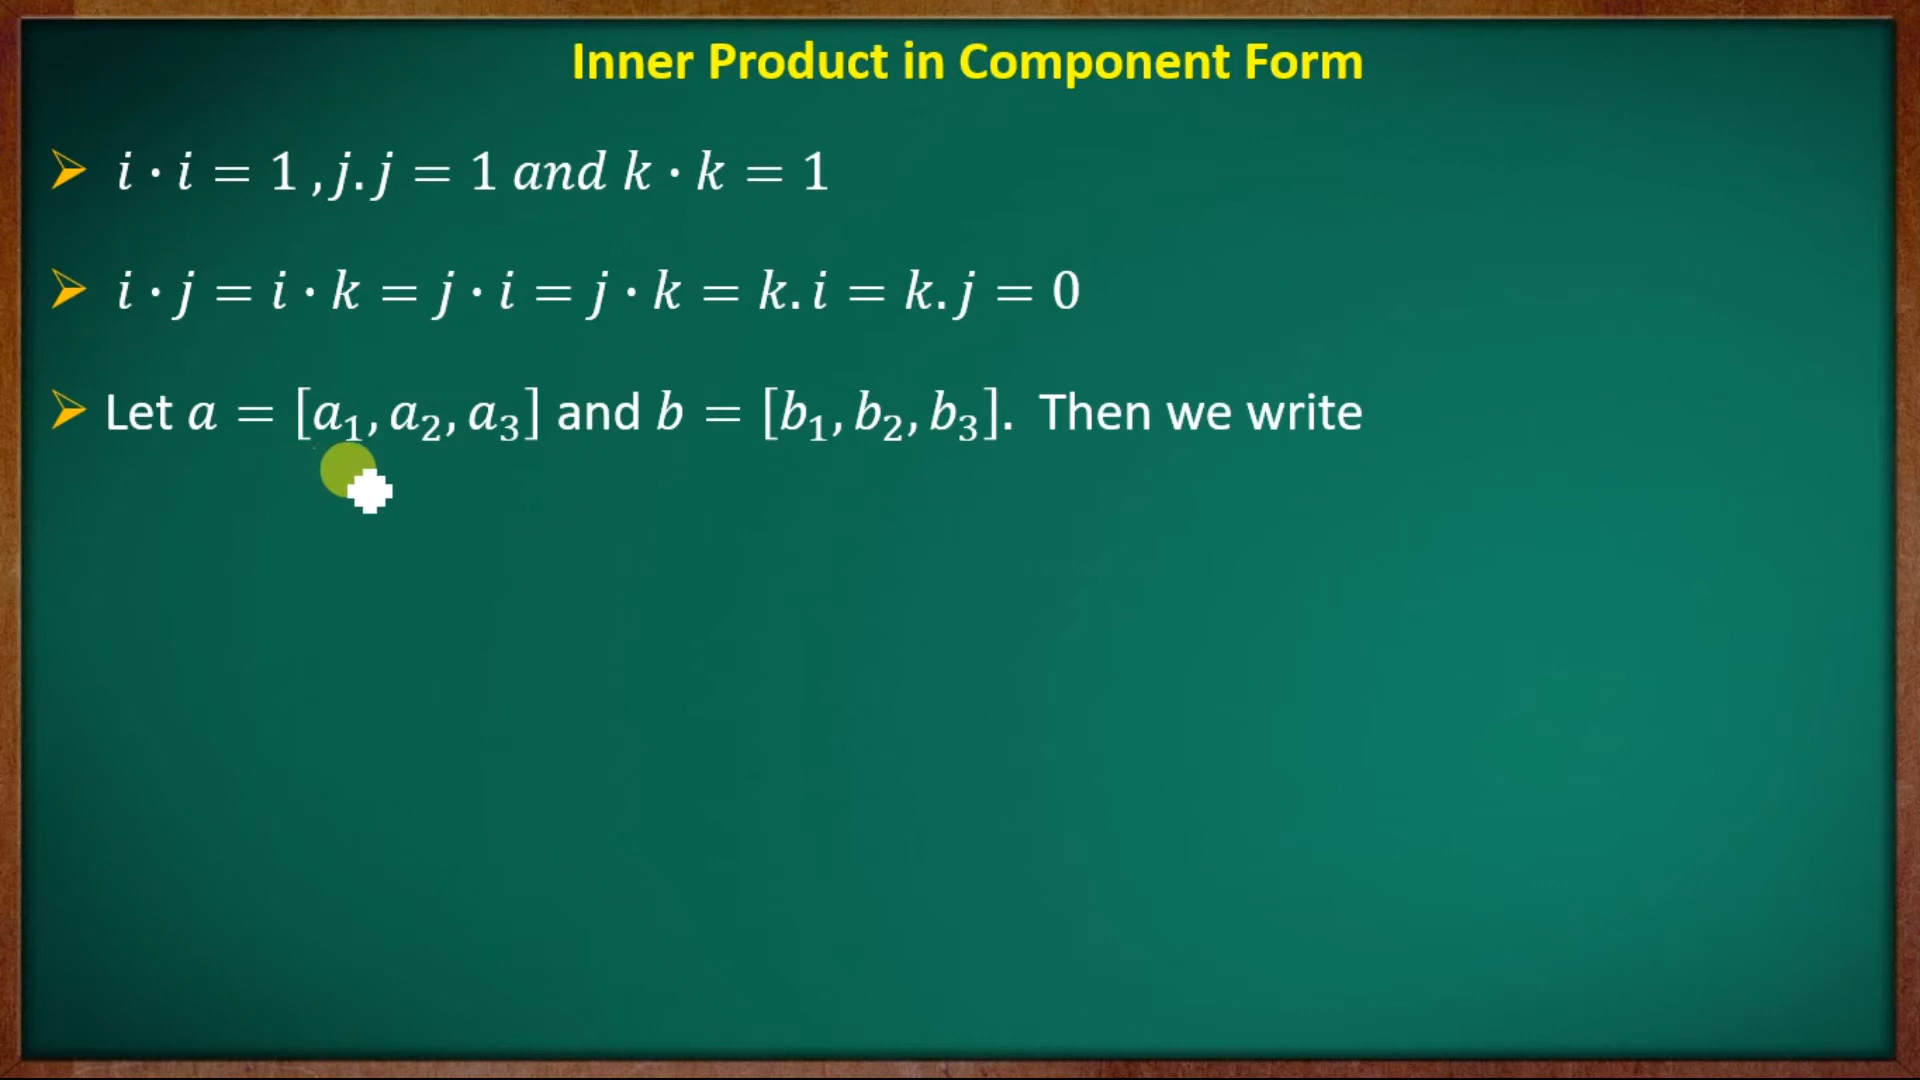 Inner Product in Component Form
i · i = 1 , j. j = 1 and k · k = 1
i · j = i · k = j · i = j · k = k. i = k. j = 0
Let a = [a₁, a₂, a₃] and b = [b₁, b₂, b₃]. Then we write